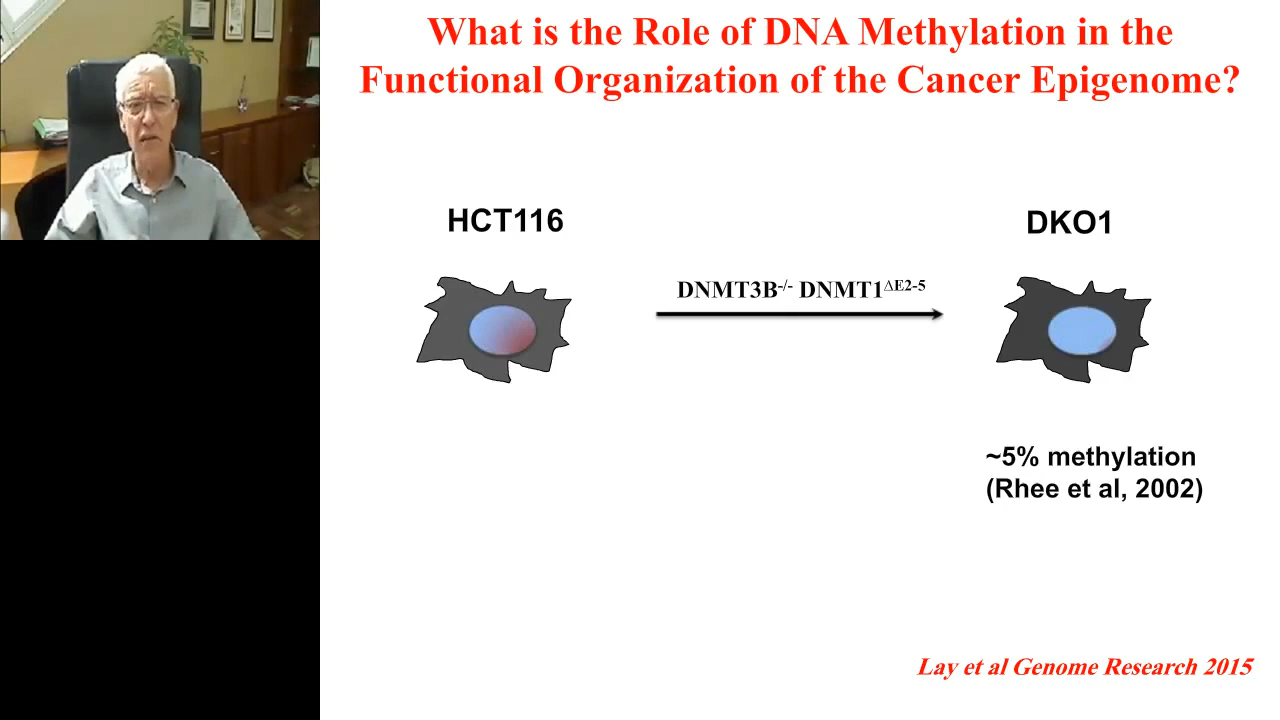 What is the Role of DNA Methylation in the
Functional Organization of the Cancer Epigenome?
HCT116
DKO1
DNMT3B-/- DNMT1ΔE2-5
~5% methylation
(Rhee et al, 2002)
Lay et al Genome Research 2015